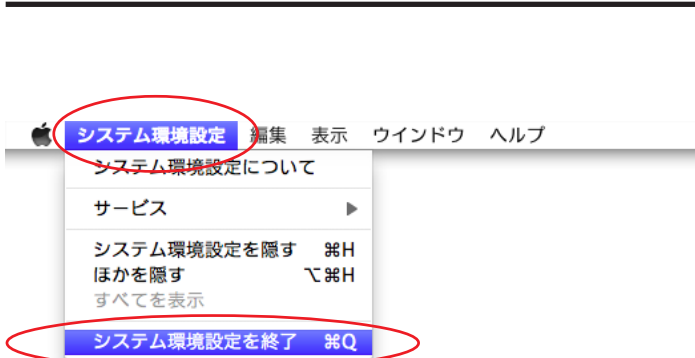 システム環境設定 編集 表示 ウインドウ ヘルプ
システム環境設定について
サービス ▶
システム環境設定を隠す ⌘H
ほかを隠す ⌥⌘H
すべてを表示
システム環境設定を終了 ⌘Q